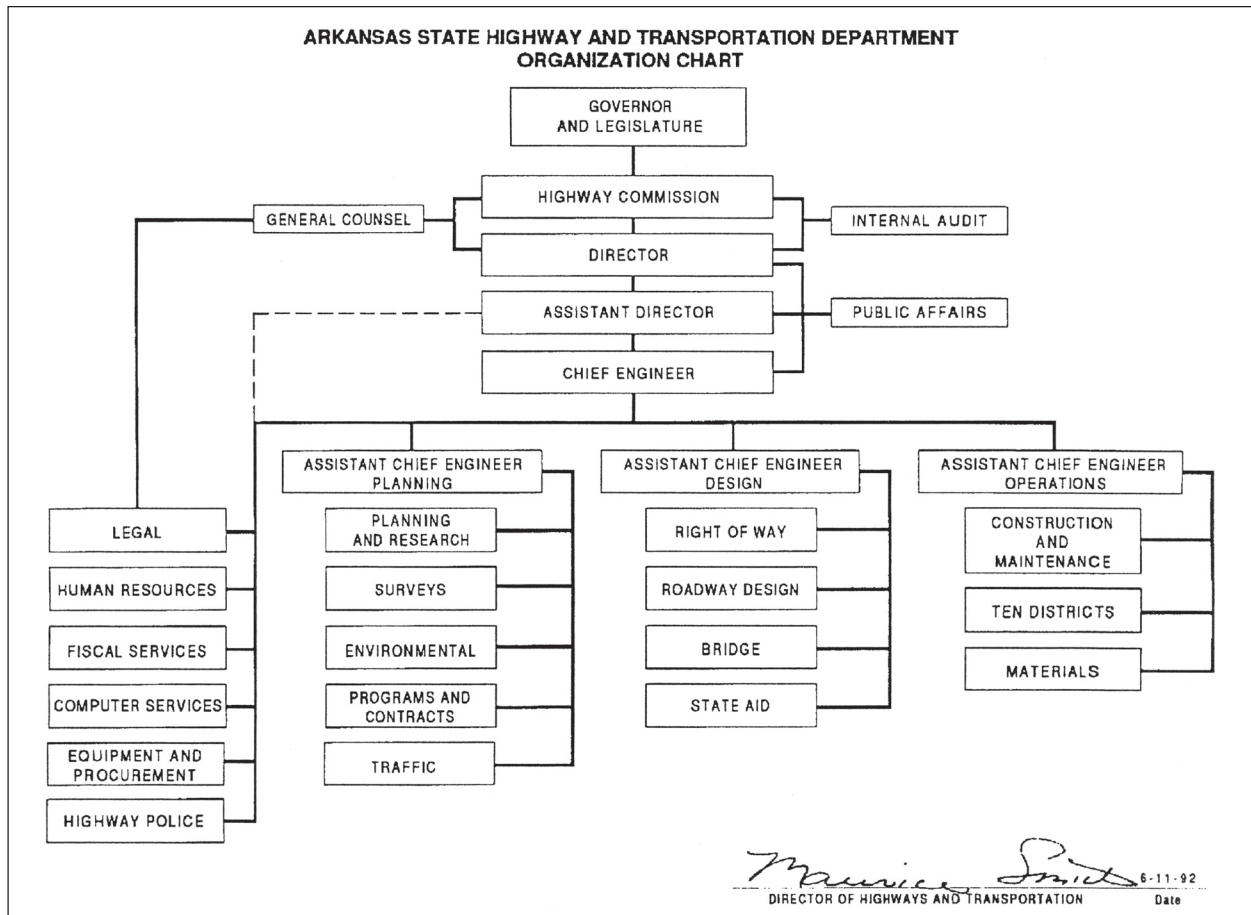 ARKANSAS STATE HIGHWAY AND TRANSPORTATION DEPARTMENT
ORGANIZATION CHART
GOVERNOR
AND LEGISLATURE
HIGHWAY COMMISSION
GENERAL COUNSEL
INTERNAL AUDIT
DIRECTOR
ASSISTANT DIRECTOR
PUBLIC AFFAIRS
CHIEF ENGINEER
ASSISTANT CHIEF ENGINEER
PLANNING
ASSISTANT CHIEF ENGINEER
DESIGN
ASSISTANT CHIEF ENGINEER
OPERATIONS
LEGAL
HUMAN RESOURCES
FISCAL SERVICES
COMPUTER SERVICES
EQUIPMENT AND
PROCUREMENT
HIGHWAY POLICE
PLANNING
AND RESEARCH
SURVEYS
ENVIRONMENTAL
PROGRAMS AND
CONTRACTS
TRAFFIC
RIGHT OF WAY
ROADWAY DESIGN
BRIDGE
STATE AID
CONSTRUCTION
AND
MAINTENANCE
TEN DISTRICTS
MATERIALS
Maurice Smith 6-11-92
DIRECTOR OF HIGHWAYS AND TRANSPORTATION Date